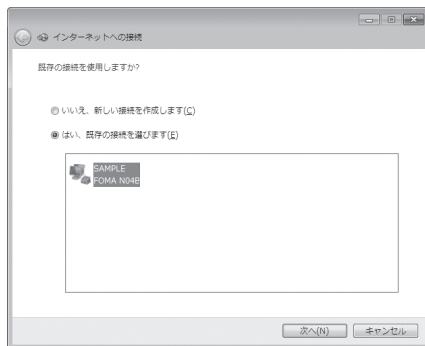 インターネットへの接続
既存の接続を使用しますか?
いいえ、新しい接続を作成します(C)
はい、既存の接続を選びます(E)
SAMPLE
FOMA N04B
次へ(N)
キャンセル